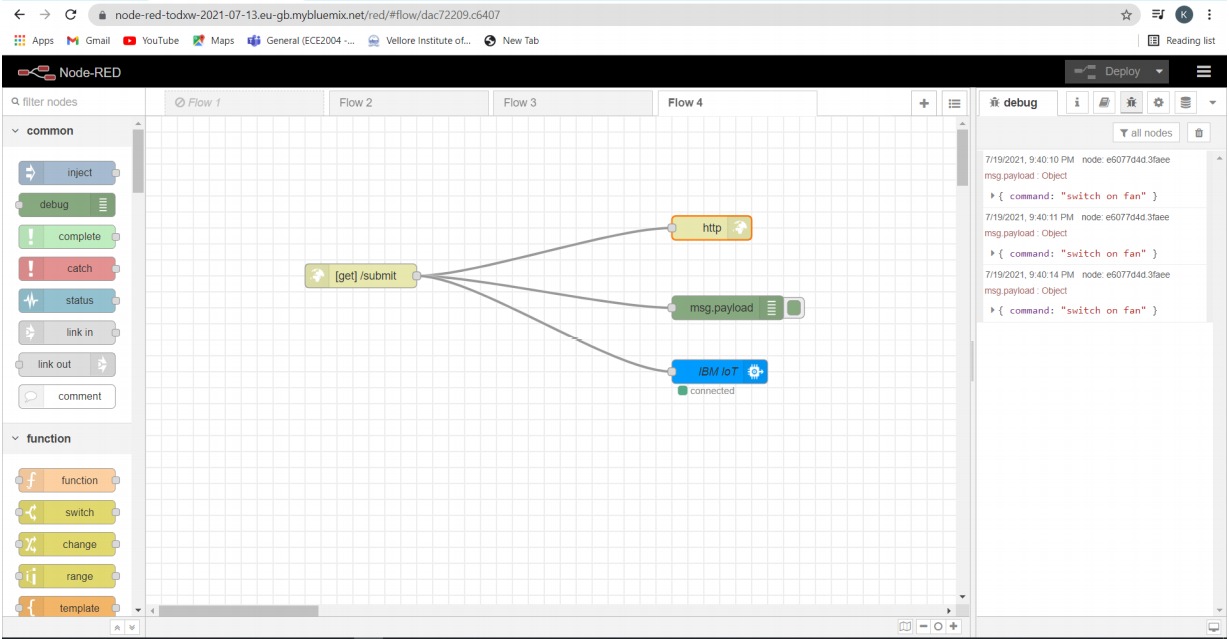 node-red-todxw-2021-07-13.eu-gb.mybluemix.net/red/#flow/dac72209.c6407
K
Apps Gmail YouTube Maps General (ECE2004 -... Vellore Institute of... New Tab Reading list
Node-RED Deploy
filter nodes Flow 1 Flow 2 Flow 3 Flow 4 debug
common
all nodes
inject
debug
complete
catch
status
link in
link out
comment
function
function
switch
change
range
template
[get] /submit
http
msg.payload
IBM IoT
connected
7/19/2021, 9:40:10 PM node: e6077d4d.3faee
msg.payload : Object
{ command: "switch on fan" }
7/19/2021, 9:40:11 PM node: e6077d4d.3faee
msg.payload : Object
{ command: "switch on fan" }
7/19/2021, 9:40:14 PM node: e6077d4d.3faee
msg.payload : Object
{ command: "switch on fan" }